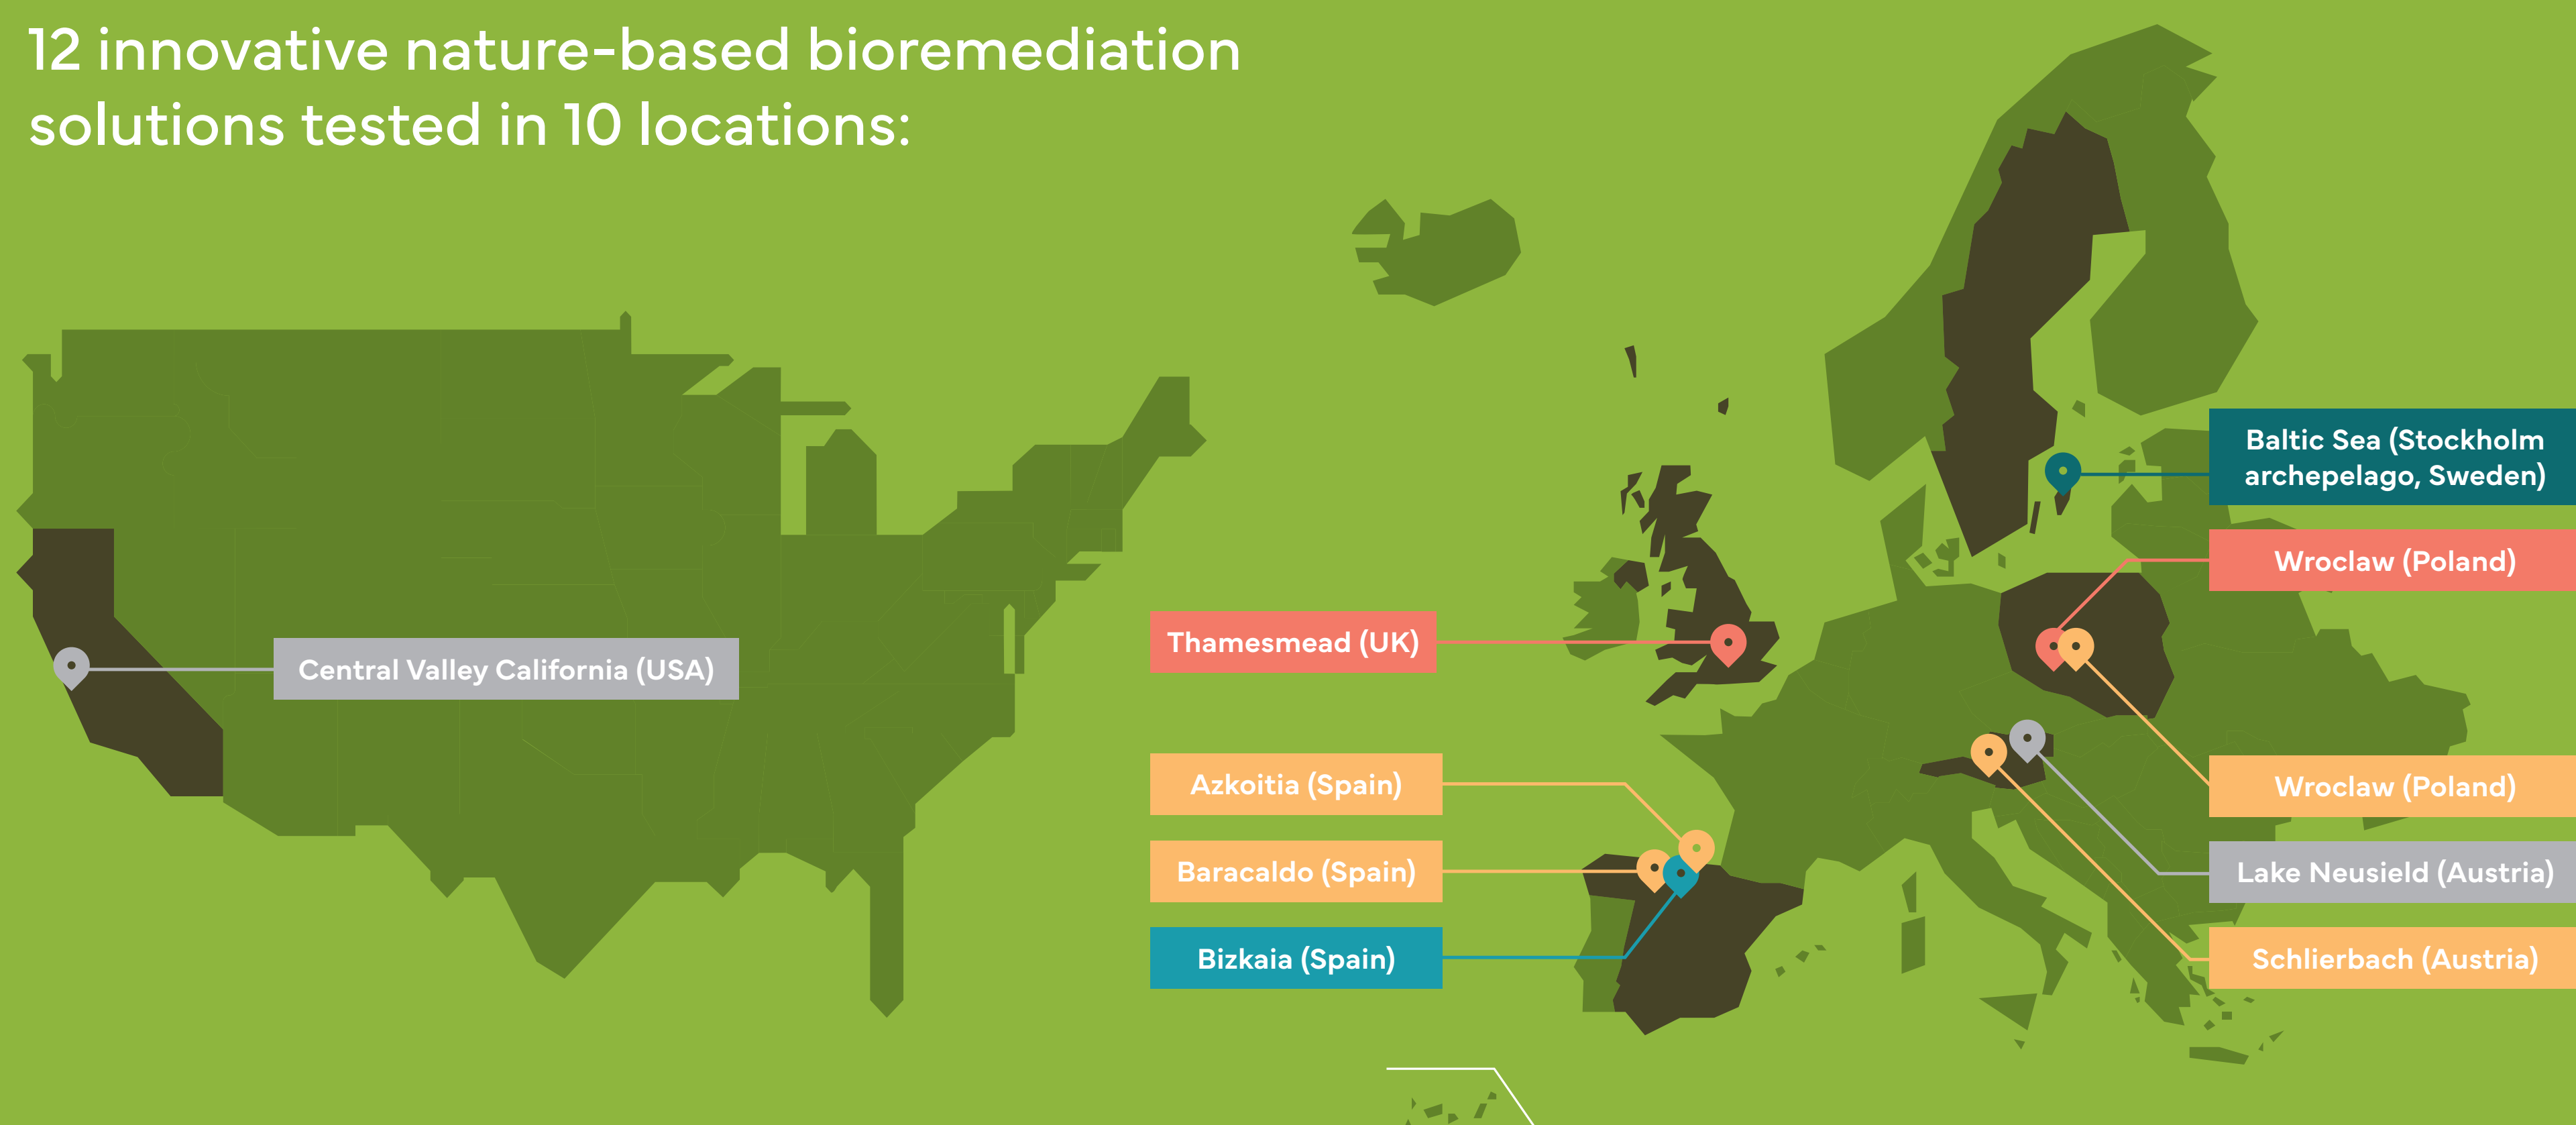 12 innovative nature-based bioremediation
solutions tested in 10 locations:
Central Valley California (USA)
Thamesmead (UK)
Azkoitia (Spain)
Baracaldo (Spain)
Bizkaia (Spain)
Baltic Sea (Stockholm
archepelago, Sweden)
Wroclaw (Poland)
Wroclaw (Poland)
Lake Neusield (Austria)
Schlierbach (Austria)